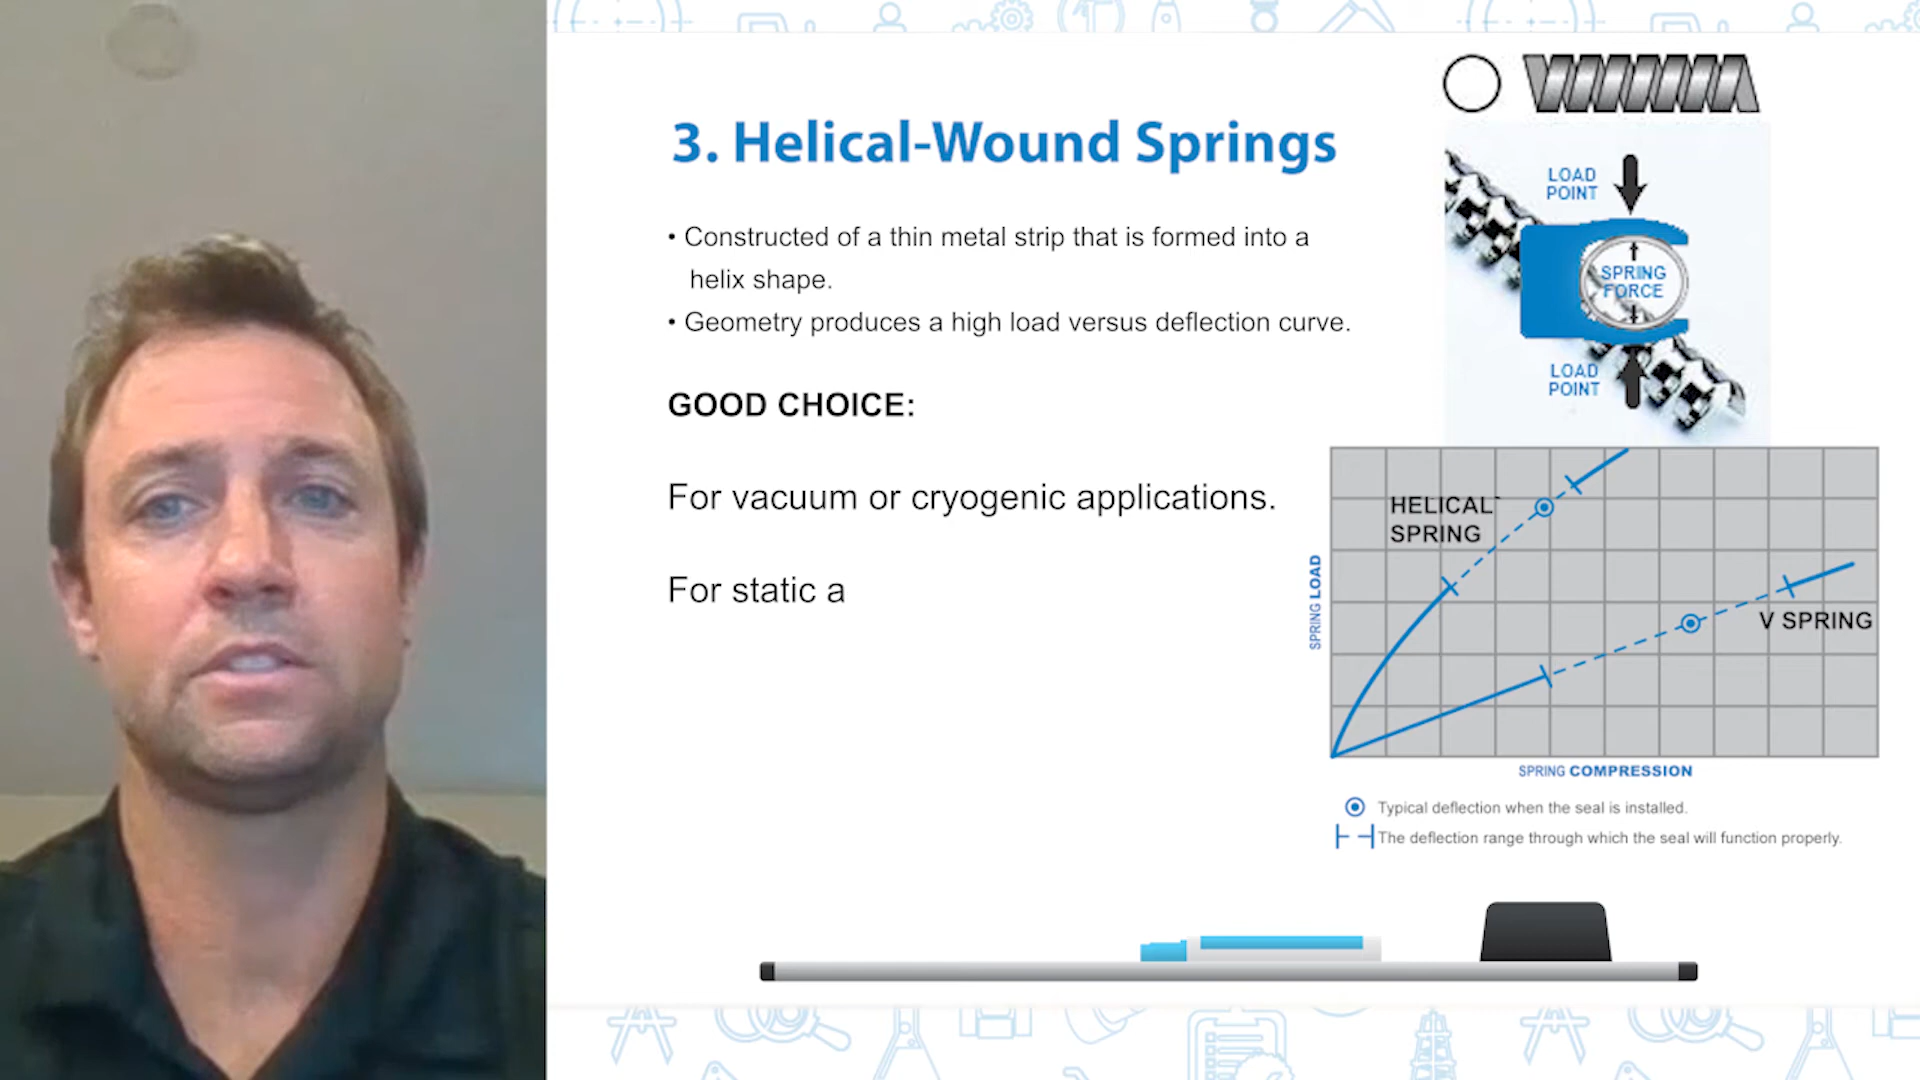 3. Helical-Wound Springs
• Constructed of a thin metal strip that is formed into a
helix shape.
• Geometry produces a high load versus deflection curve.
GOOD CHOICE:
For vacuum or cryogenic applications.
For static a
LOAD
POINT
SPRING
FORCE
LOAD
POINT
HELICAL
SPRING
V SPRING
SPRING LOAD
SPRING COMPRESSION
Typical deflection when the seal is installed.
The deflection range through which the seal will function properly.